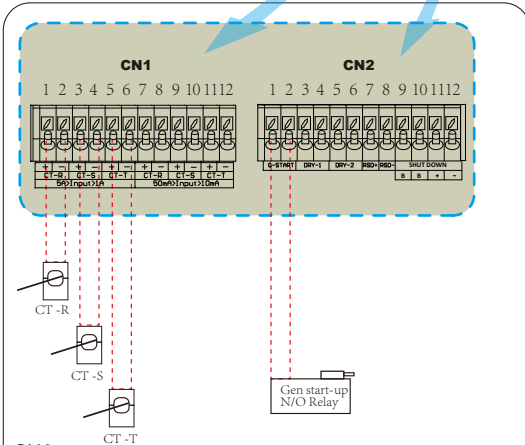 CN1 CN2
1 2 3 4 5 6 7 8 9 10 11 12 1 2 3 4 5 6 7 8 9 10 11 12
+ - + - + - + - + - + -
CT-R CT-S CT-T CT-R CT-S CT-T G-START DRY-1 DRY-2 RSD+ RSD- SHUT DOWN
5A>Input>1A 50mA>Input>10mA B B + -
CT -R
CT -S
CT -T
Gen start-up
N/O Relay